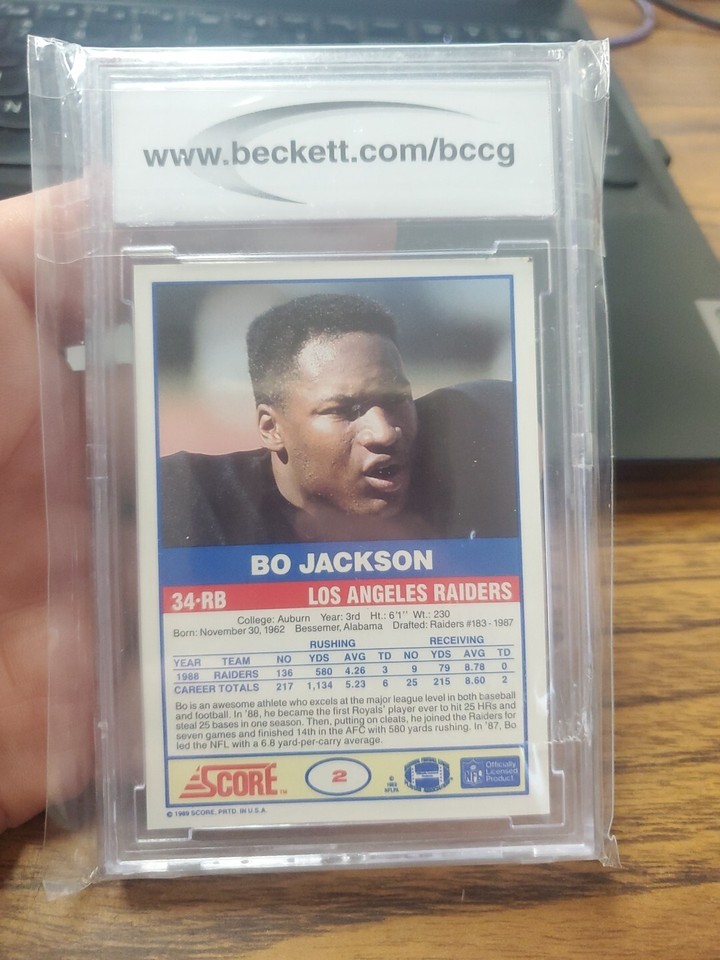 www.beckett.com/bccg
BO JACKSON
34·RB LOS ANGELES RAIDERS
College: Auburn Year: 3rd Ht.: 6'1'' Wt.: 230
Born: November 30, 1962 Bessemer, Alabama Drafted: Raiders #183 - 1987
RUSHING RECEIVING
YEAR TEAM NO YDS AVG TD NO YDS AVG TD
1988 RAIDERS 136 580 4.26 3 9 79 8.78 0
CAREER TOTALS 217 1,134 5.23 6 25 215 8.60 2
Bo is an awesome athlete who excels at the major league level in both baseball
and football. In '88, he became the first Royals' player ever to hit 25 HRs and
steal 25 bases in one season. Then, putting on cleats, he joined the Raiders for
seven games and finished 14th in the AFC with 580 yards rushing. In '87, Bo
led the NFL with a 6.8 yard-per-carry average.
SCORE™ 2 © 1989 NFLPA NFL Officially Licensed Product
© 1989 SCORE, PRTD. IN U.S.A.